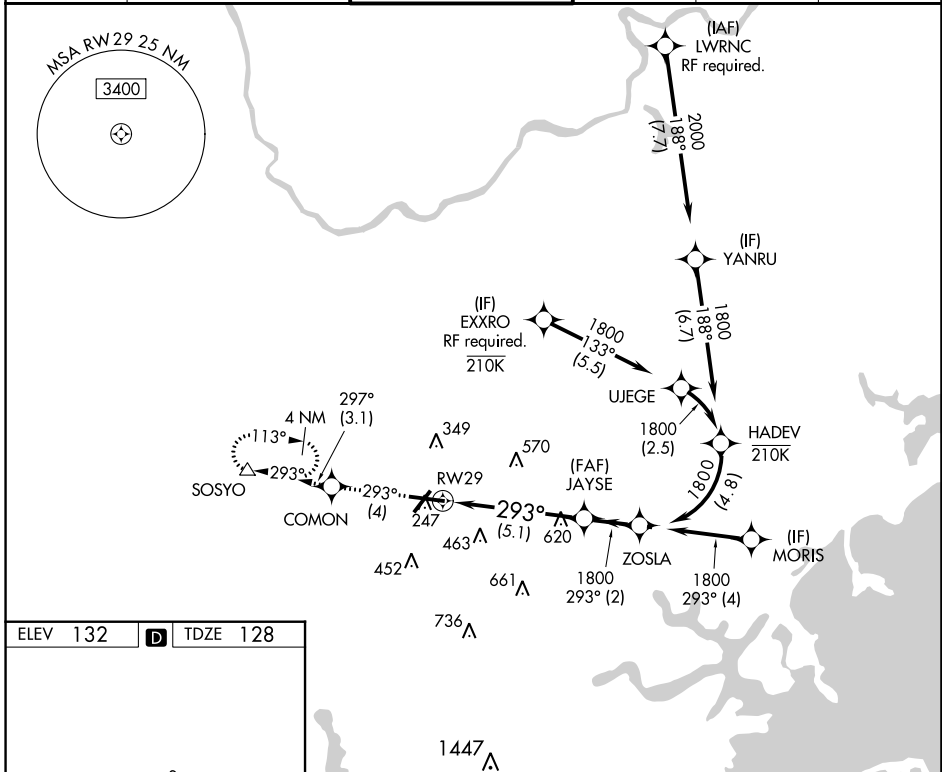 MSA RW29 25 NM
3400
(IAF)
LWRNC
RF required.
2000
188°
(7.7)
(IF)
YANRU
1800
188°
(6.7)
(IF)
EXXRO
RF required.
210K
1800
133°
(5.5)
UJEGE
1800
(2.5)
HADEV
210K
1800
(4.8)
297°
(3.1)
4 NM
113°
293°
SOSYO
COMON
293°
(4)
349
570
RW29
247
(FAF)
JAYSE
293°
(5.1)
620
463
452
ZOSLA
(IF)
MORIS
1800
293° (2)
1800
293° (4)
661
736
ELEV 132
D
TDZE 128
1447